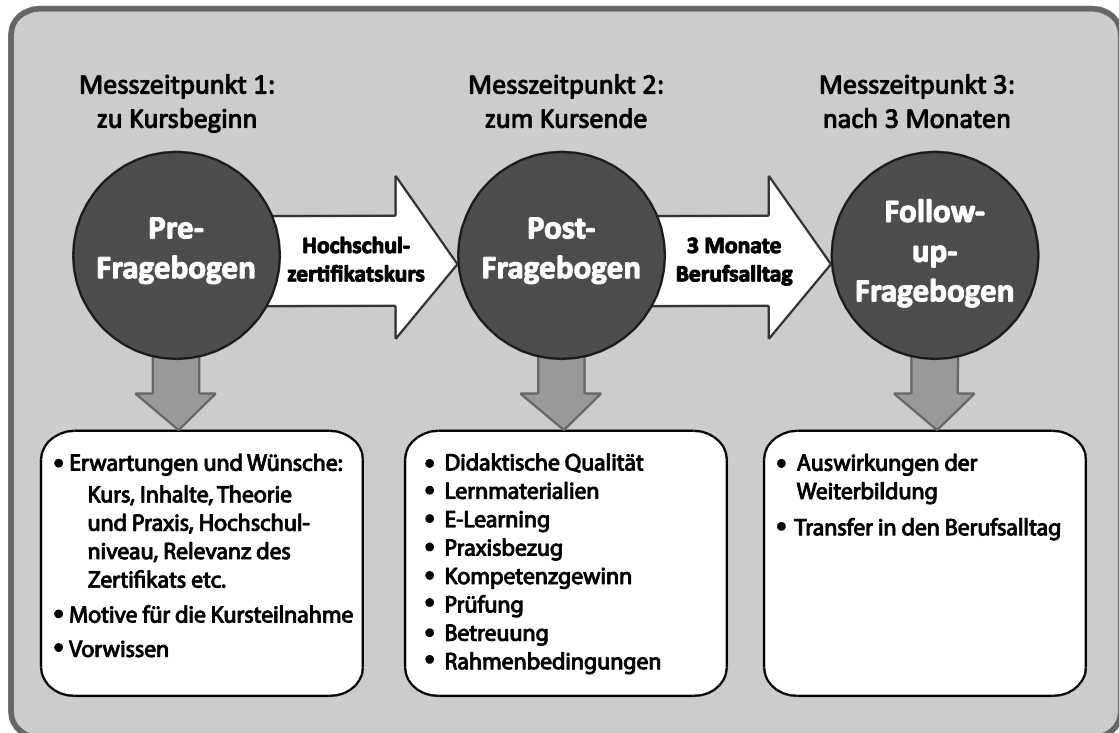 Messzeitpunkt 1:
zu Kursbeginn
Messzeitpunkt 2:
zum Kursende
Messzeitpunkt 3:
nach 3 Monaten
Pre-
Fragebogen
Hochschul-
zertifikatskurs
Post-
Fragebogen
3 Monate
Berufsalltag
Follow-
up-
Fragebogen
• Erwartungen und Wünsche:
Kurs, Inhalte, Theorie
und Praxis, Hochschul-
niveau, Relevanz des
Zertifikats etc.
• Motive für die Kursteilnahme
• Vorwissen
• Didaktische Qualität
• Lernmaterialien
• E-Learning
• Praxisbezug
• Kompetenzgewinn
• Prüfung
• Betreuung
• Rahmenbedingungen
• Auswirkungen der
Weiterbildung
• Transfer in den Berufsalltag